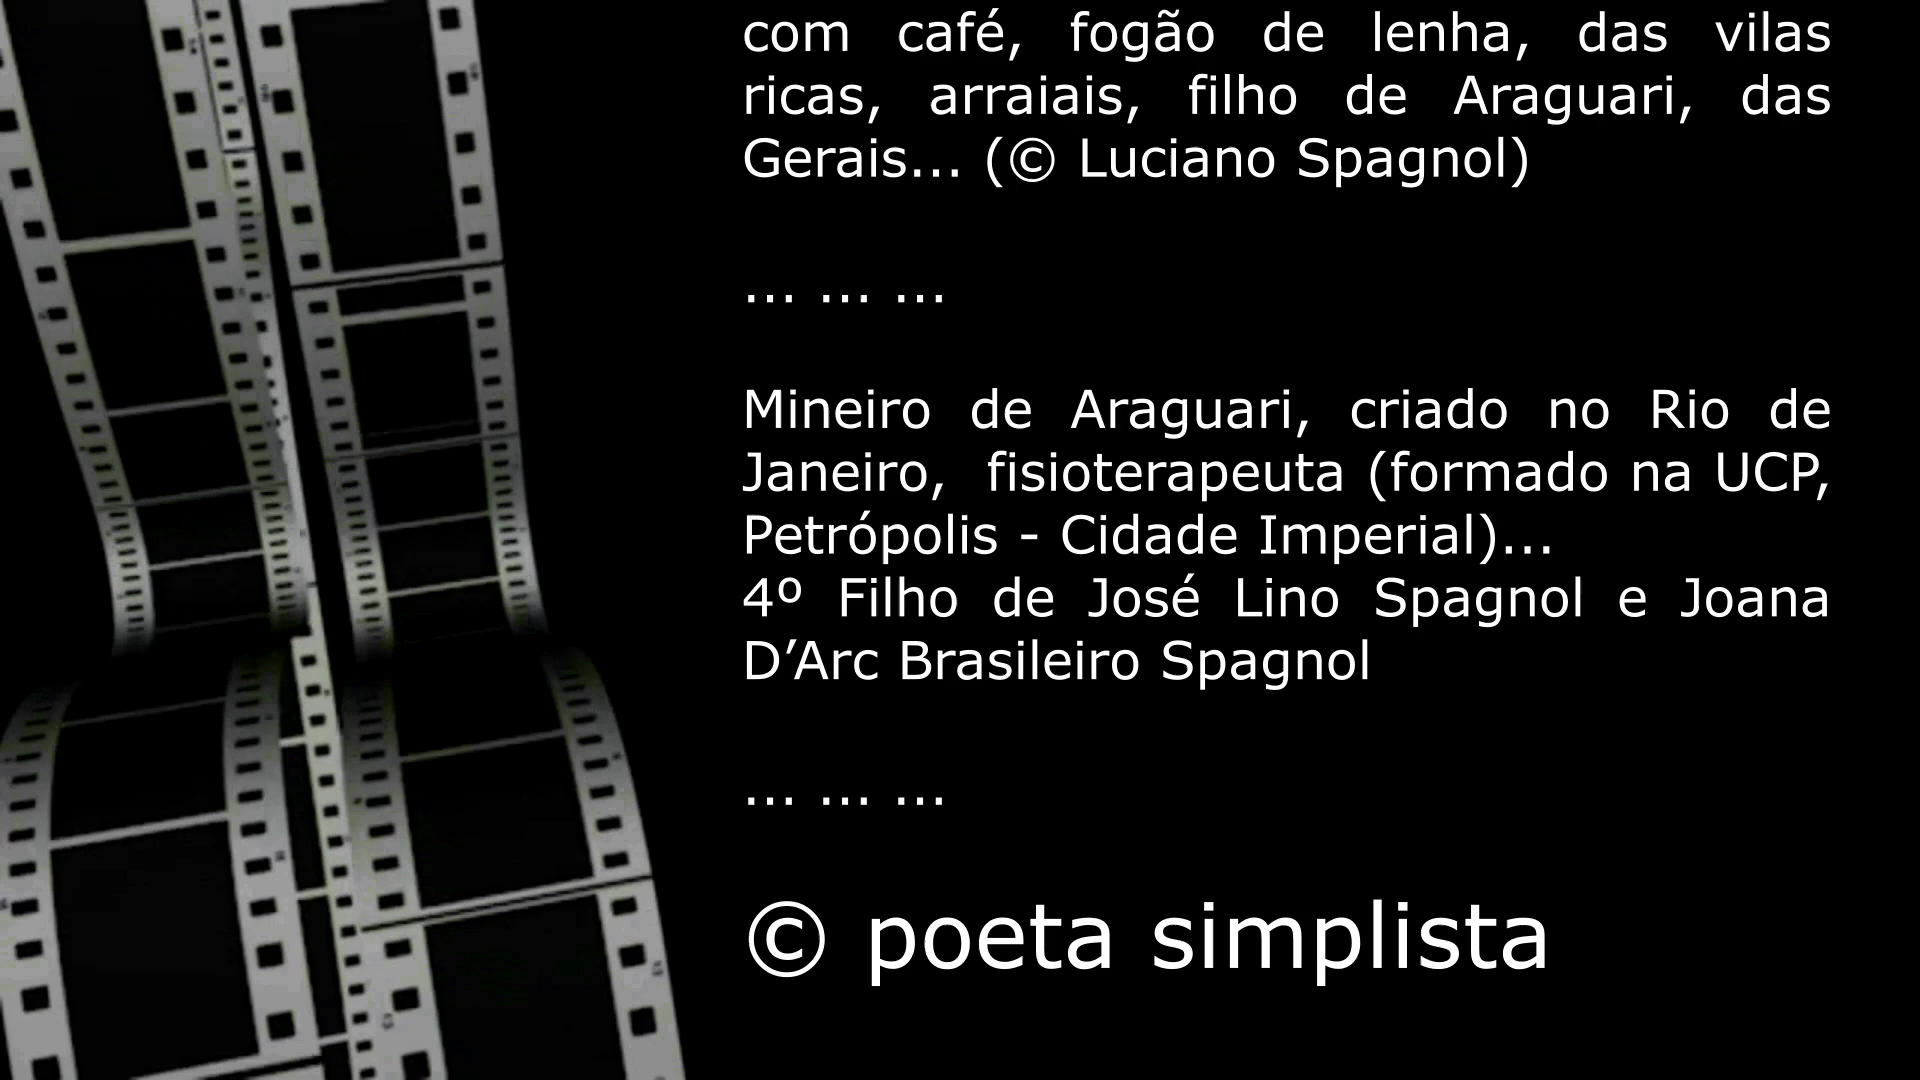 com café, fogão de lenha, das vilas
ricas, arraiais, filho de Araguari, das
Gerais... (© Luciano Spagnol)
... ... ...
Mineiro de Araguari, criado no Rio de
Janeiro, fisioterapeuta (formado na UCP,
Petrópolis - Cidade Imperial)...
4º Filho de José Lino Spagnol e Joana
D’Arc Brasileiro Spagnol
... ... ...
© poeta simplista